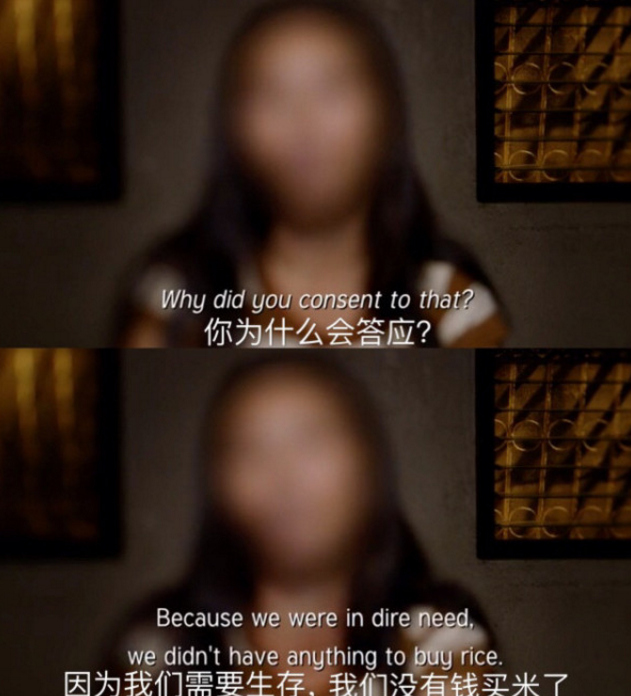 Why did you consent to that?
你为什么会答应？
Because we were in dire need,
we didn't have anything to buy rice.
因为我们需要生存，我们没有钱买米了